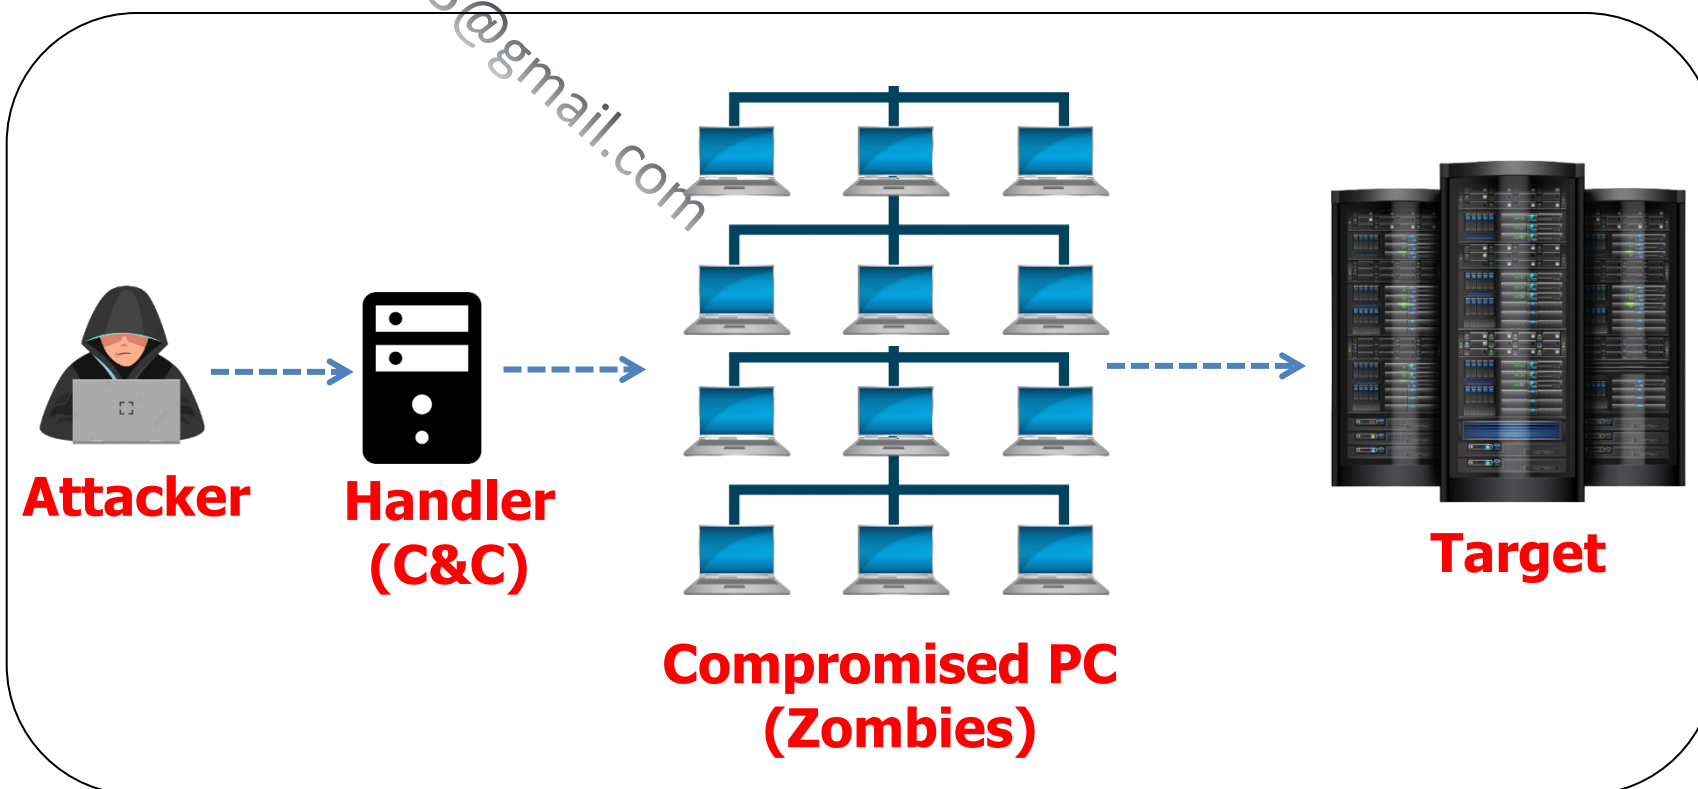 @gmail.com
Attacker
Handler
(C&C)
Compromised PC
(Zombies)
Target